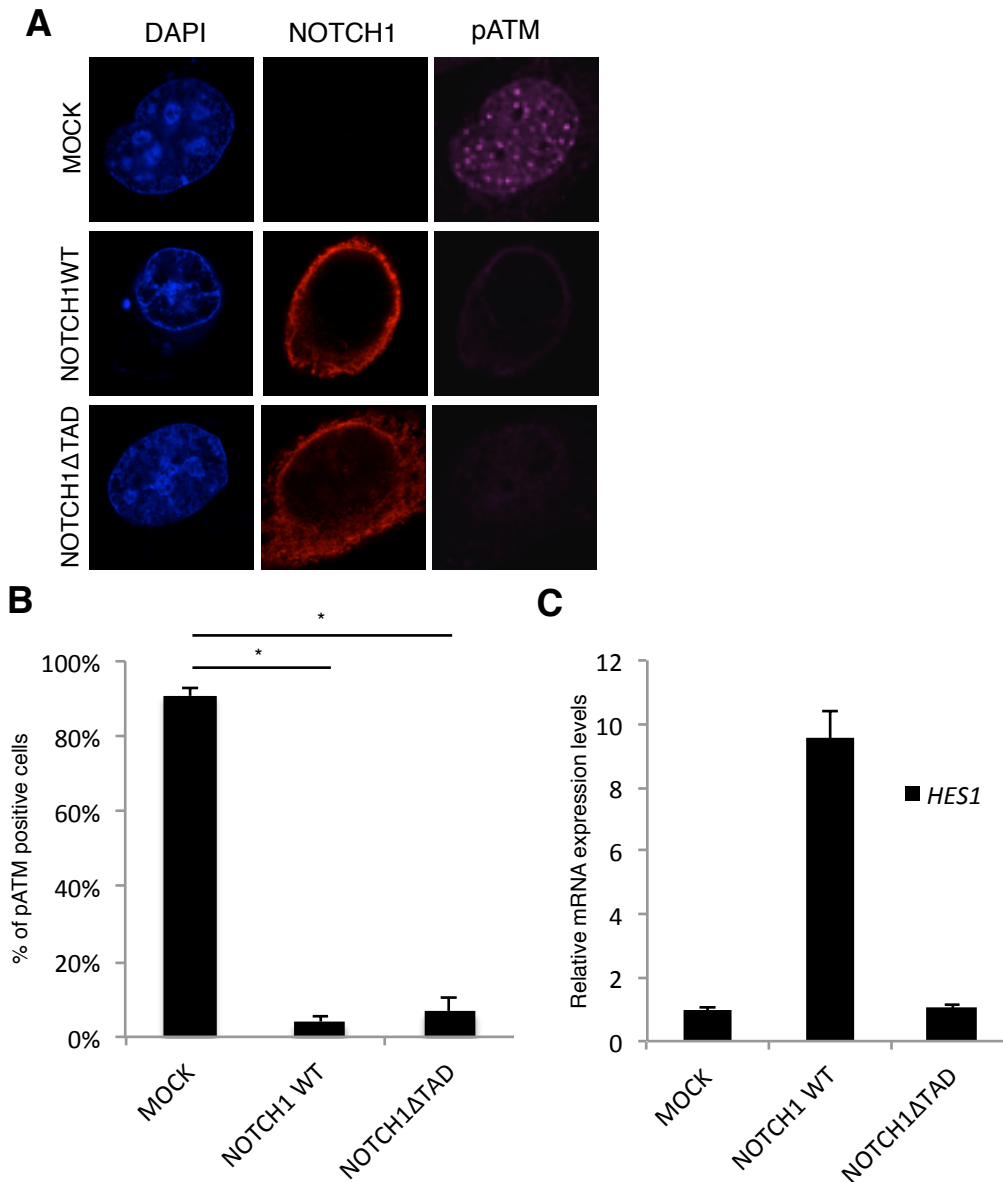 A
DAPI NOTCH1 pATM
MOCK
NOTCH1WT
NOTCH1ΔTAD
B
*
*
% of pATM positive cells
100%
80%
60%
40%
20%
0%
MOCK
NOTCH1 WT
NOTCH1ΔTAD
C
Relative mRNA expression levels
12
10
8
6
4
2
0
HES1
MOCK
NOTCH1 WT
NOTCH1ΔTAD